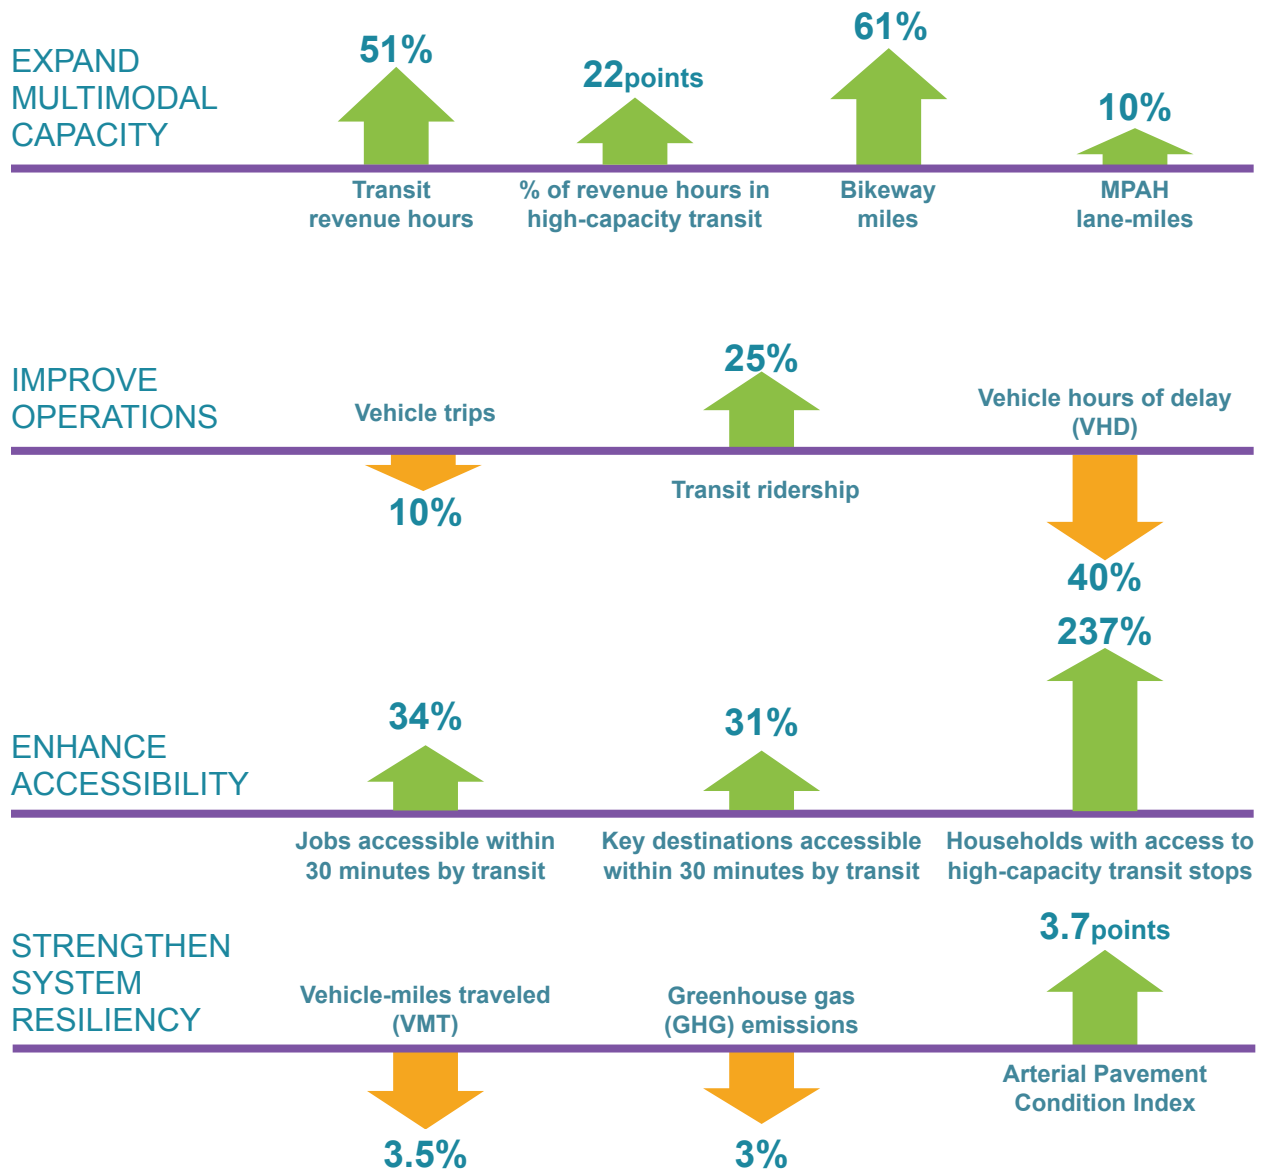 EXPAND
MULTIMODAL
CAPACITY
51%
22points
61%
10%
Transit
revenue hours
% of revenue hours in
high-capacity transit
Bikeway
miles
MPAH
lane-miles
IMPROVE
OPERATIONS
Vehicle trips
10%
25%
Transit ridership
Vehicle hours of delay
(VHD)
40%
ENHANCE
ACCESSIBILITY
34%
Jobs accessible within
30 minutes by transit
31%
Key destinations accessible
within 30 minutes by transit
237%
Households with access to
high-capacity transit stops
STRENGTHEN
SYSTEM
RESILIENCY
Vehicle-miles traveled
(VMT)
3.5%
Greenhouse gas
(GHG) emissions
3%
3.7points
Arterial Pavement
Condition Index